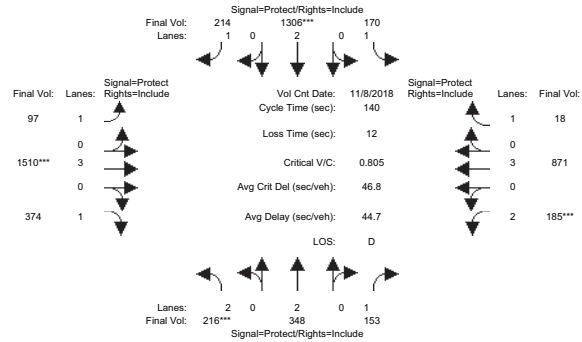 Signal=Protect/Rights=Include
Final Vol: 214 1306*** 170
Lanes: 1 0 2 0 1
Signal=Protect
Final Vol: Lanes: Rights=Include
Vol Cnt Date: 11/8/2018
Signal=Protect
Rights=Include Lanes: Final Vol:
Cycle Time (sec): 140
97 1
1 18
Loss Time (sec): 12
0
0
1510*** 3
Critical V/C: 0.805
3 871
0
Avg Crit Del (sec/veh): 46.8
0
374 1
Avg Delay (sec/veh): 44.7
2 185***
LOS: D
Lanes: 2 0 2 0 1
Final Vol: 216*** 348 153
Signal=Protect/Rights=Include